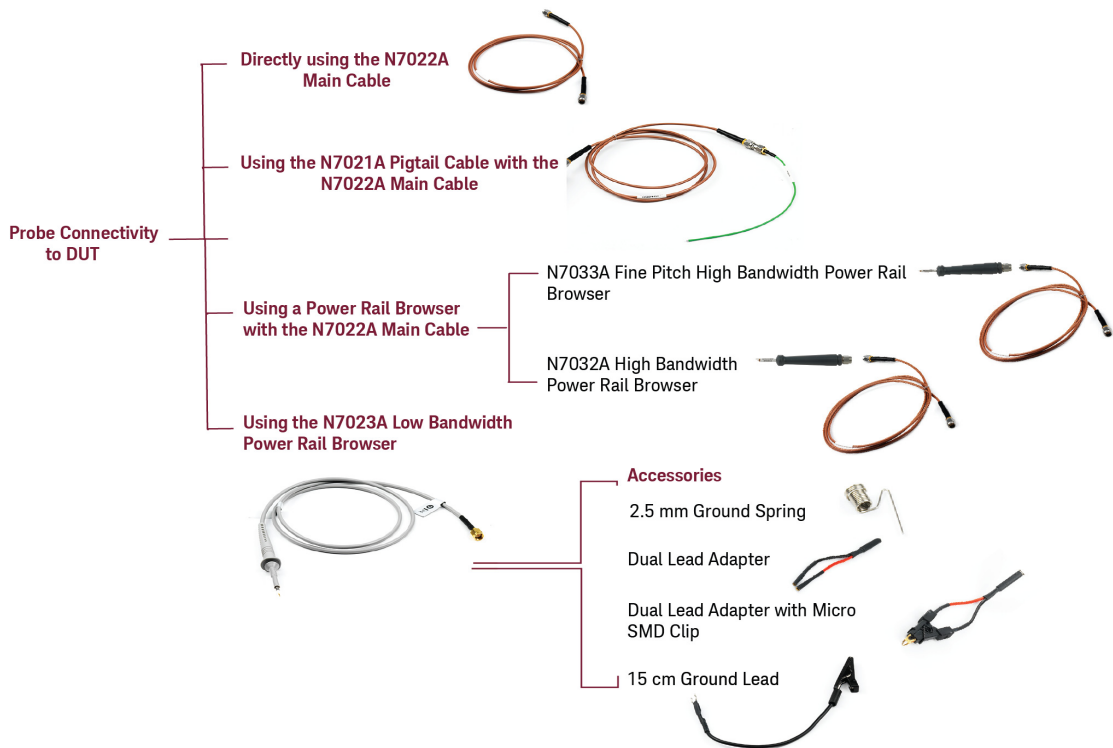 Directly using the N7022A
Main Cable
Using the N7021A Pigtail Cable with the
N7022A Main Cable
Probe Connectivity
to DUT
N7033A Fine Pitch High Bandwidth Power Rail
Browser
Using a Power Rail Browser
with the N7022A Main Cable
N7032A High Bandwidth
Power Rail Browser
Using the N7023A Low Bandwidth
Power Rail Browser
Accessories
2.5 mm Ground Spring
Dual Lead Adapter
Dual Lead Adapter with Micro
SMD Clip
15 cm Ground Lead